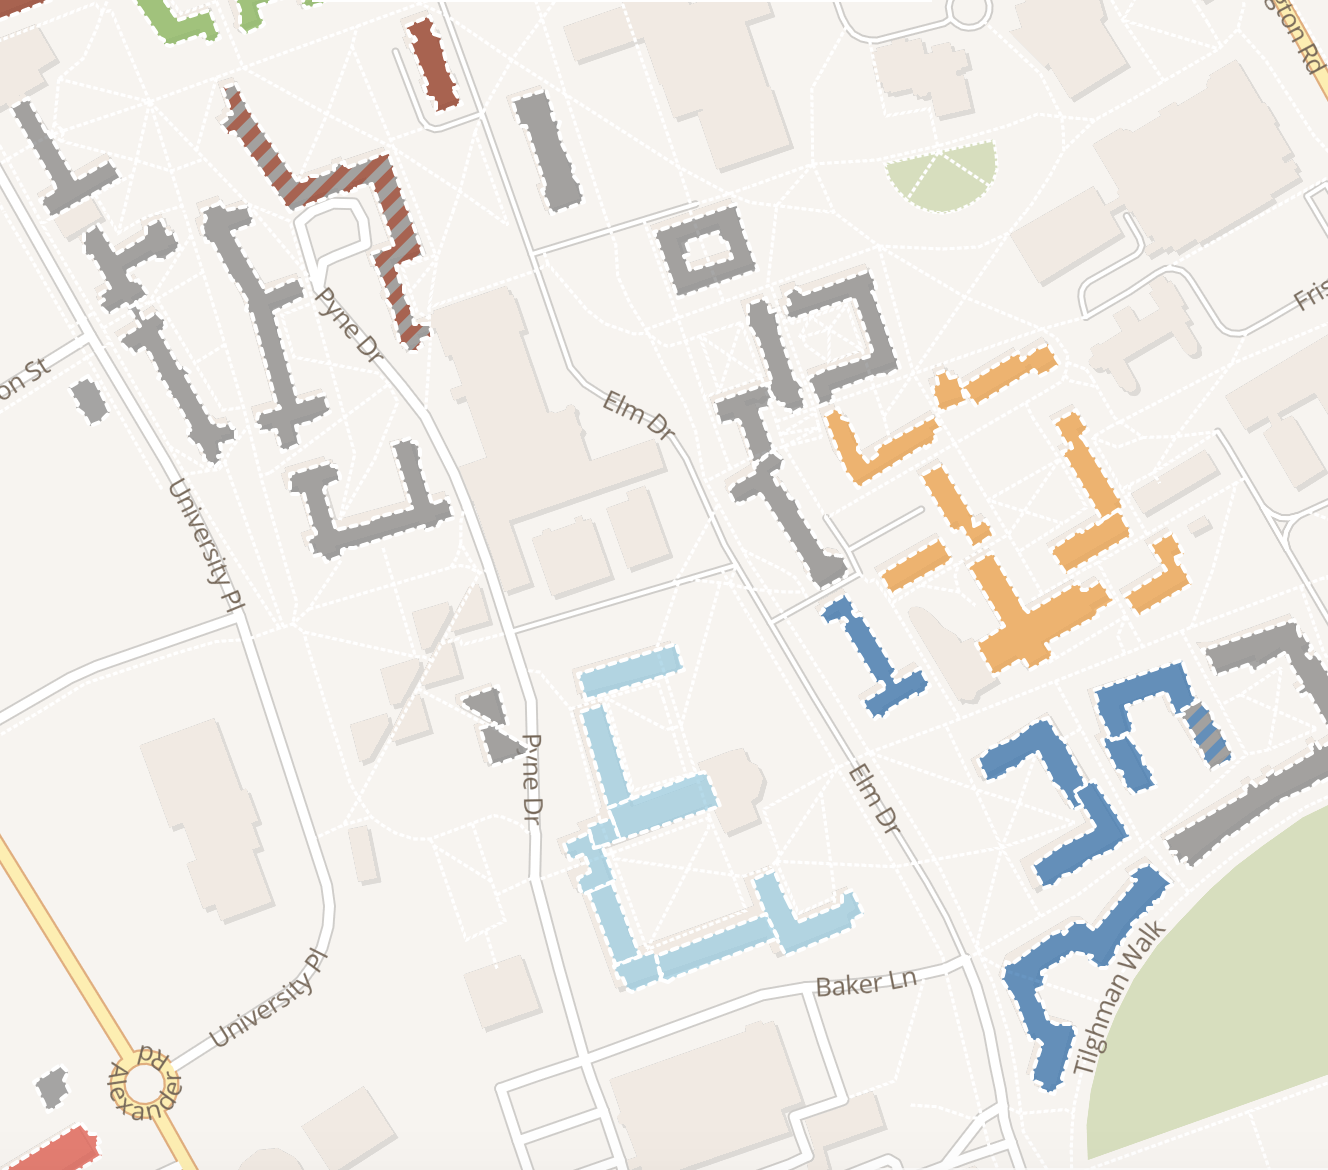 gton Rd
Fris
Pyne Dr
on St
Elm Dr
University Pl
Pyne Dr
Elm Dr
University Pl
Baker Ln
Tilghman Walk
Alexander Rd